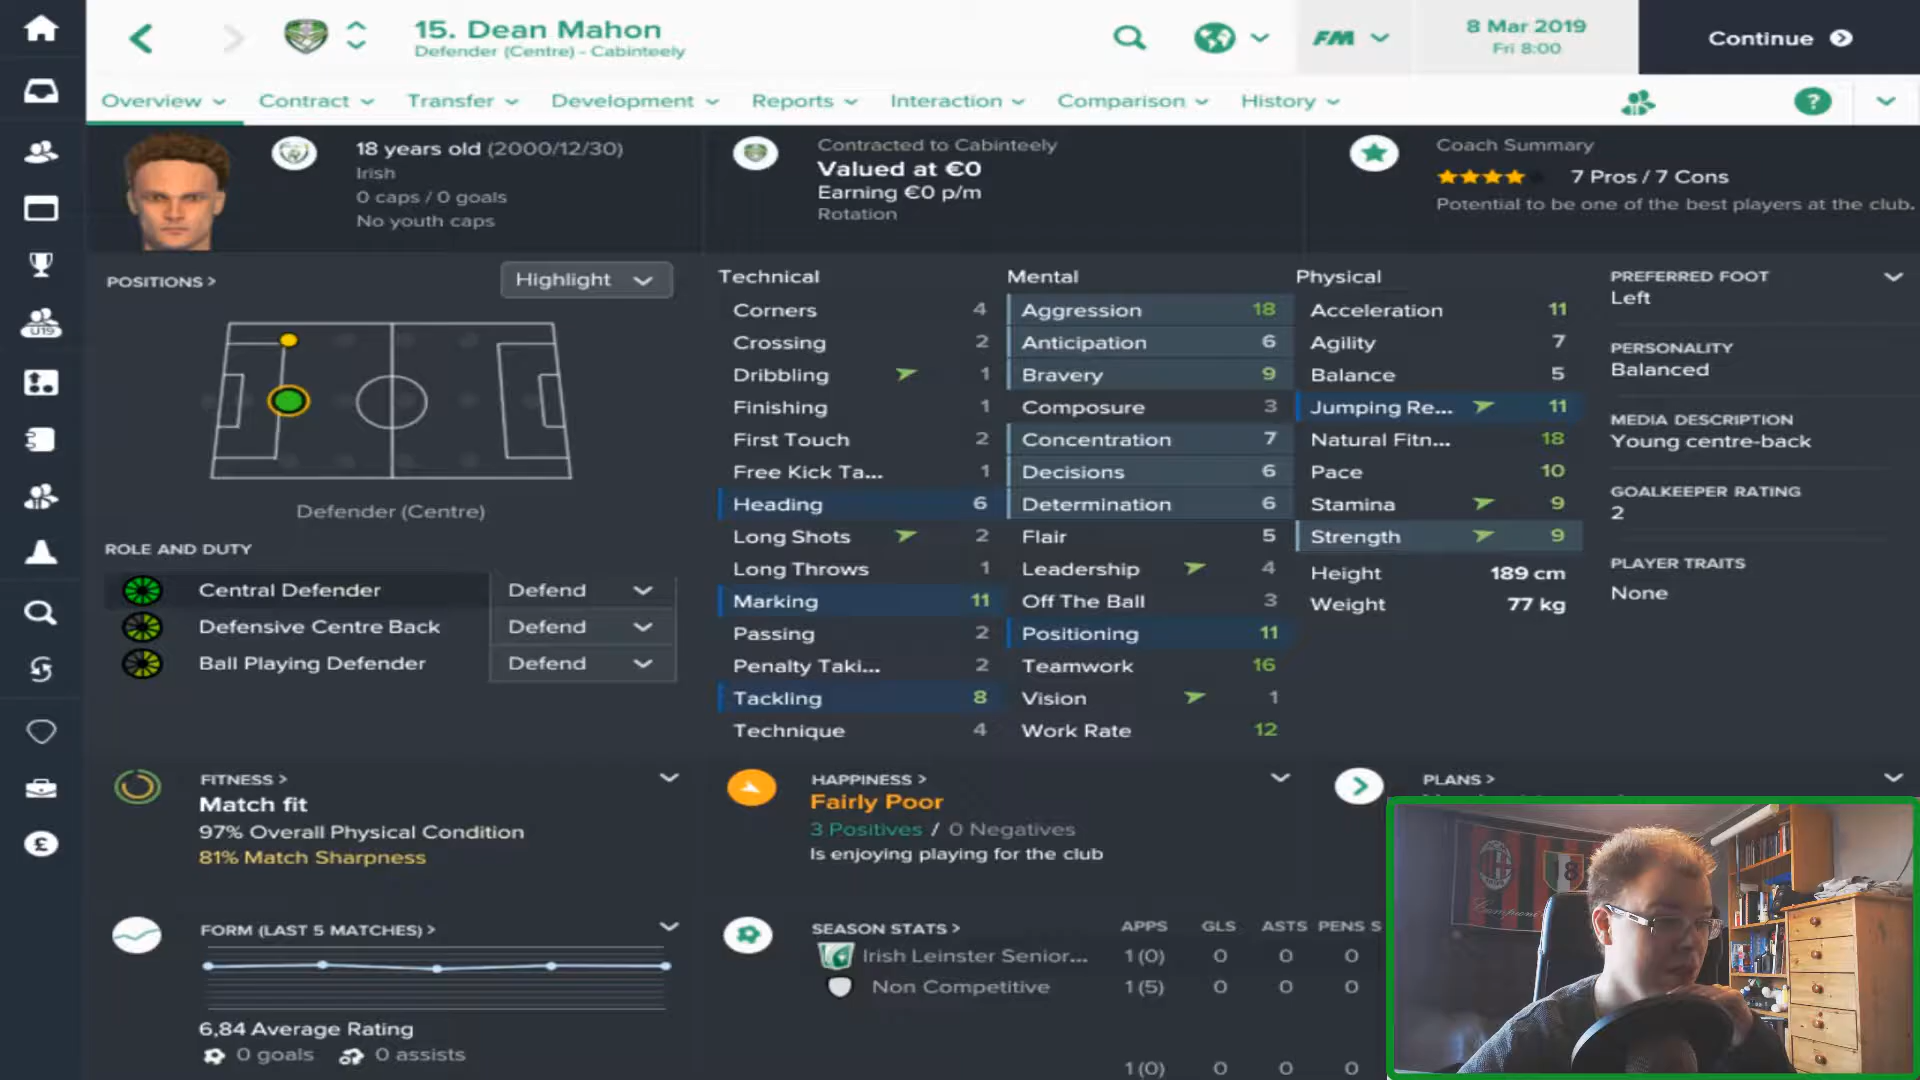 15. Dean Mahon
Defender (Centre) - Cabinteely
FM
8 Mar 2019
Fri 8:00
Continue
Overview
Contract
Transfer
Development
Reports
Interaction
Comparison
History
?
18 years old (2000/12/30)
Irish
0 caps / 0 goals
No youth caps
Contracted to Cabinteely
Valued at €0
Earning €0 p/m
Rotation
Coach Summary
7 Pros / 7 Cons
Potential to be one of the best players at the club.
POSITIONS >
Highlight
Defender (Centre)
ROLE AND DUTY
Central Defender Defend
Defensive Centre Back Defend
Ball Playing Defender Defend
Technical
Corners 4
Crossing 2
Dribbling 1
Finishing 1
First Touch 2
Free Kick Ta... 1
Heading 6
Long Shots 2
Long Throws 1
Marking 11
Passing 2
Penalty Taki... 2
Tackling 8
Technique 4
Mental
Aggression 18
Anticipation 6
Bravery 9
Composure 3
Concentration 7
Decisions 6
Determination 6
Flair 5
Leadership 4
Off The Ball 3
Positioning 11
Teamwork 16
Vision 1
Work Rate 12
Physical
Acceleration 11
Agility 7
Balance 5
Jumping Re... 11
Natural Fitn... 18
Pace 10
Stamina 9
Strength 9
Height 189 cm
Weight 77 kg
PREFERRED FOOT
Left
PERSONALITY
Balanced
MEDIA DESCRIPTION
Young centre-back
GOALKEEPER RATING
2
PLAYER TRAITS
None
FITNESS >
Match fit
97% Overall Physical Condition
81% Match Sharpness
HAPPINESS >
Fairly Poor
3 Positives / 0 Negatives
Is enjoying playing for the club
PLANS >
FORM (LAST 5 MATCHES) >
6,84 Average Rating
0 goals 0 assists
SEASON STATS > APPS GLS ASTS PENS S
Irish Leinster Senior... 1 (0) 0 0 0
Non Competitive 1 (5) 0 0 0
1 (0) 0 0 0
U19
£
18